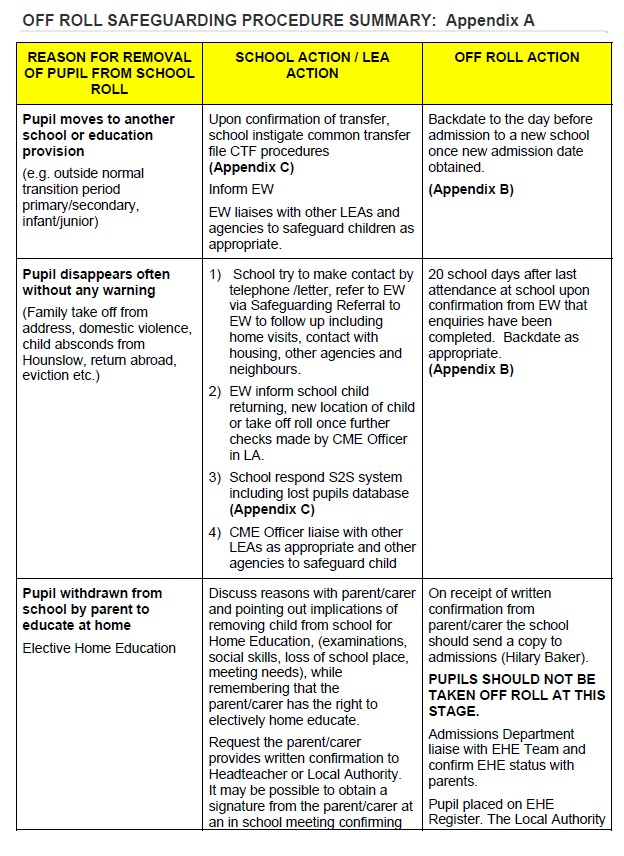 OFF ROLL SAFEGUARDING PROCEDURE SUMMARY: Appendix A
REASON FOR REMOVAL
OF PUPIL FROM SCHOOL
ROLL
SCHOOL ACTION / LEA
ACTION
OFF ROLL ACTION
Pupil moves to another
school or education
provision
(e.g. outside normal
transition period
primary/secondary,
infant/junior)
Upon confirmation of transfer,
school instigate common transfer
file CTF procedures
(Appendix C)
Inform EW
EW liaises with other LEAs and
agencies to safeguard children as
appropriate.
Backdate to the day before
admission to a new school
once new admission date
obtained.
(Appendix B)
Pupil disappears often
without any warning
(Family take off from
address, domestic violence,
child absconds from
Hounslow, return abroad,
eviction etc.)
1) School try to make contact by
telephone /letter, refer to EW
via Safeguarding Referral to
EW to follow up including
home visits, contact with
housing, other agencies and
neighbours.
2) EW inform school child
returning, new location of child
or take off roll once further
checks made by CME Officer
in LA.
3) School respond S2S system
including lost pupils database
(Appendix C)
4) CME Officer liaise with other
LEAs as appropriate and other
agencies to safeguard child
20 school days after last
attendance at school upon
confirmation from EW that
enquiries have been
completed. Backdate as
appropriate.
(Appendix B)
Pupil withdrawn from
school by parent to
educate at home
Elective Home Education
Discuss reasons with parent/carer
and pointing out implications of
removing child from school for
Home Education, (examinations,
social skills, loss of school place,
meeting needs), while
remembering that the
parent/carer has the right to
electively home educate.
Request the parent/carer
provides written confirmation to
Headteacher or Local Authority.
It may be possible to obtain a
signature from the parent/carer at
an in school meeting confirming
On receipt of written
confirmation from
parent/carer the school
should send a copy to
admissions (Hilary Baker).
PUPILS SHOULD NOT BE
TAKEN OFF ROLL AT THIS
STAGE.
Admissions Department
liaise with EHE Team and
confirm EHE status with
parents.
Pupil placed on EHE
Register. The Local Authority